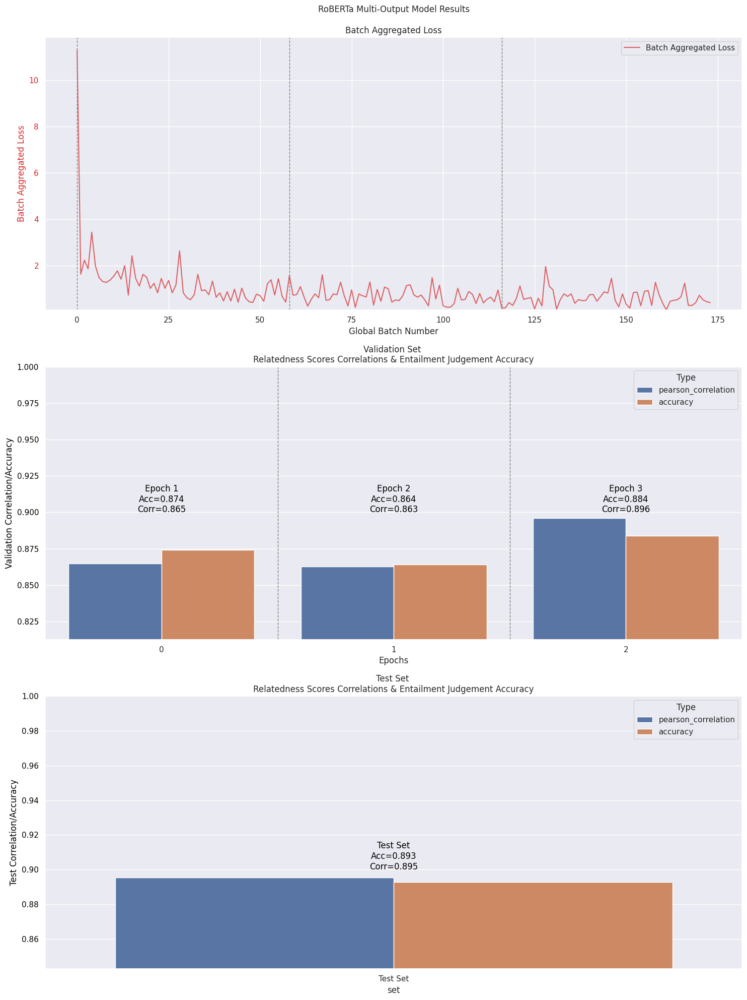 RoBERTa Multi-Output Model Results
Batch Aggregated Loss
Batch Aggregated Loss
Batch Aggregated Loss
10
8
6
4
2
0 25 50 75 100 125 150 175
Global Batch Number
Validation Set
Relatedness Scores Correlations & Entailment Judgement Accuracy
Validation Correlation/Accuracy
1.000
0.975
0.950
0.925
0.900
0.875
0.850
0.825
Type
pearson_correlation
accuracy
Epoch 1
Acc=0.874
Corr=0.865
Epoch 2
Acc=0.864
Corr=0.863
Epoch 3
Acc=0.884
Corr=0.896
0 1 2
Epochs
Test Set
Relatedness Scores Correlations & Entailment Judgement Accuracy
Test Correlation/Accuracy
1.00
0.98
0.96
0.94
0.92
0.90
0.88
0.86
Type
pearson_correlation
accuracy
Test Set
Acc=0.893
Corr=0.895
Test Set
set